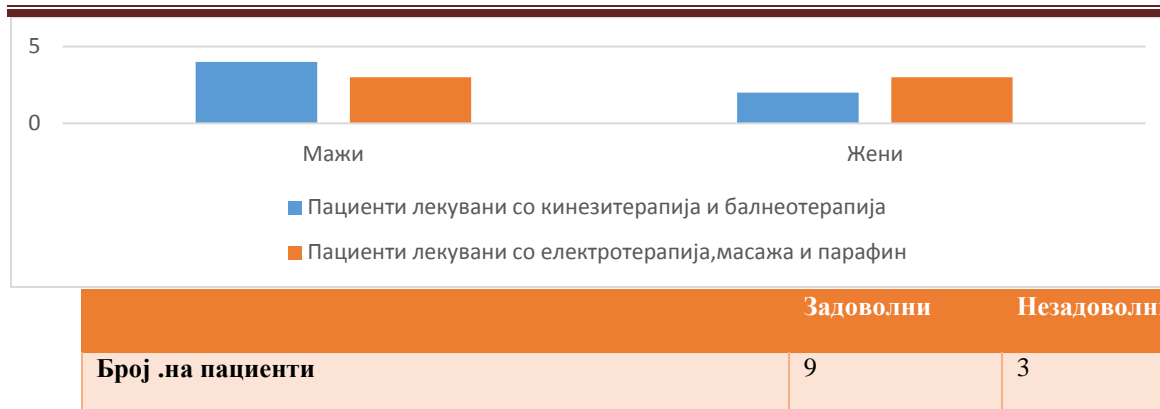 5
0
Мажи Жени
Пациенти лекувани со кинезитерапија и балнеотерапија
Пациенти лекувани со електротерапија,масажа и парафин
Задоволни Незадоволни
Број .на пациенти 9 3